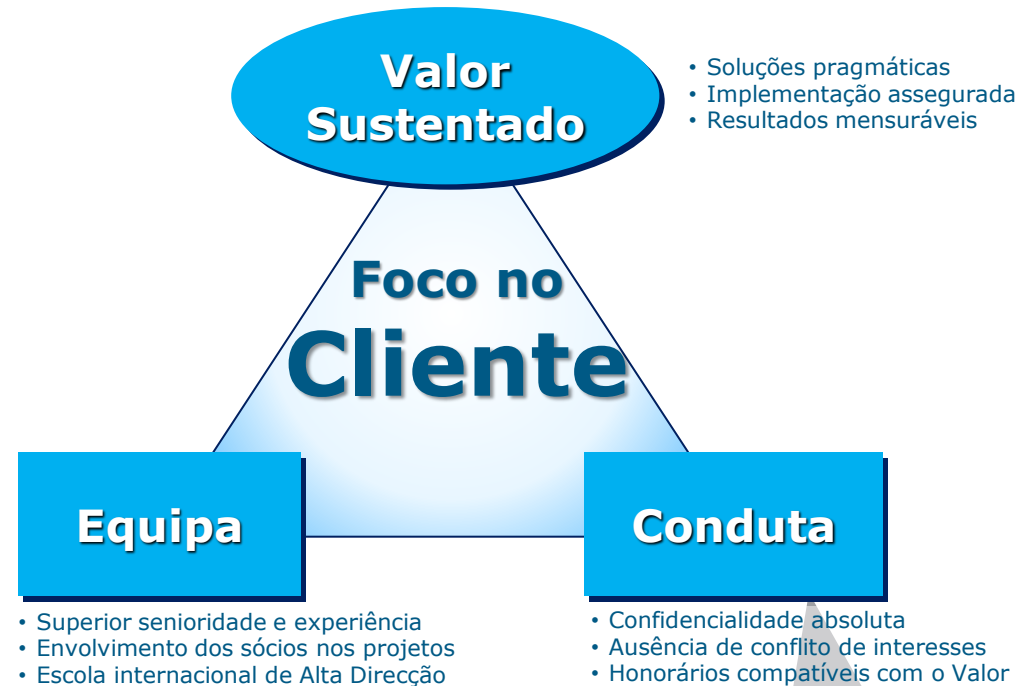 Valor
Sustentado
• Soluções pragmáticas
• Implementação assegurada
• Resultados mensuráveis
Foco no
Cliente
Equipa
• Superior senioridade e experiência
• Envolvimento dos sócios nos projetos
• Escola internacional de Alta Direcção
Conduta
• Confidencialidade absoluta
• Ausência de conflito de interesses
• Honorários compatíveis com o Valor